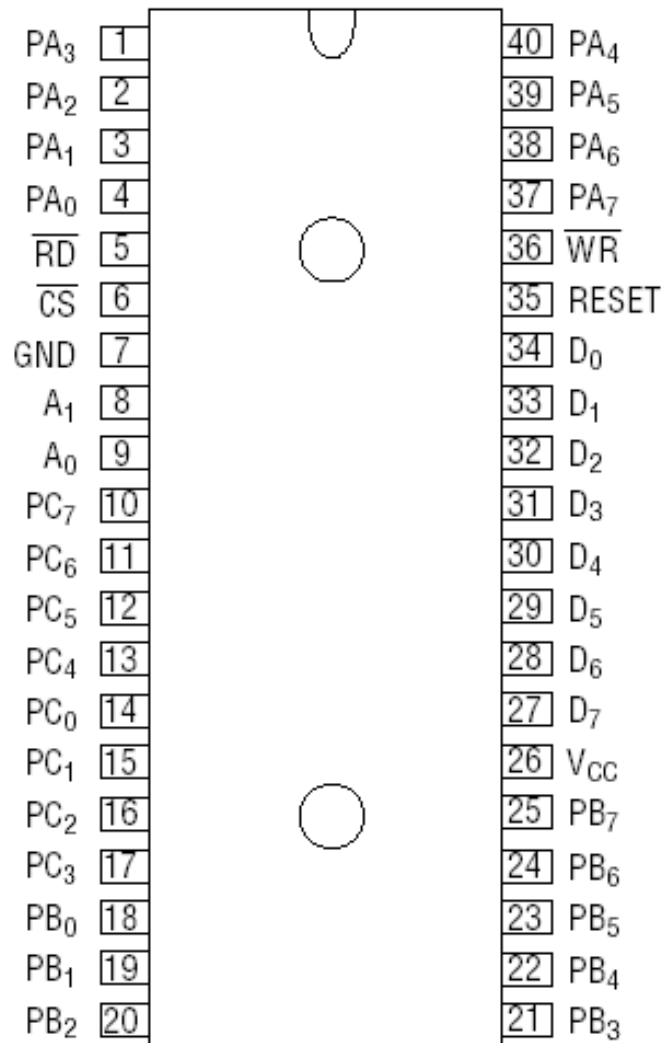 PA₃ 1 40 PA₄
PA₂ 2 39 PA₅
PA₁ 3 38 PA₆
PA₀ 4 37 PA₇
R̅D̅ 5 36 W̅R̅
C̅S̅ 6 35 RESET
GND 7 34 D₀
A₁ 8 33 D₁
A₀ 9 32 D₂
PC₇ 10 31 D₃
PC₆ 11 30 D₄
PC₅ 12 29 D₅
PC₄ 13 28 D₆
PC₀ 14 27 D₇
PC₁ 15 26 V_CC
PC₂ 16 25 PB₇
PC₃ 17 24 PB₆
PB₀ 18 23 PB₅
PB₁ 19 22 PB₄
PB₂ 20 21 PB₃